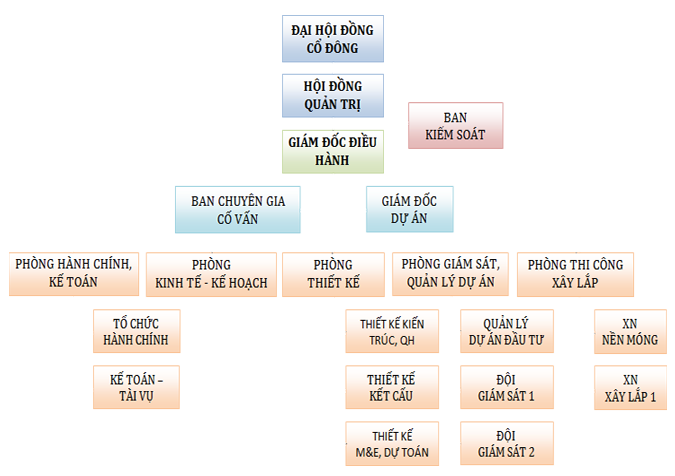 ĐẠI HỘI ĐỒNG
CỔ ĐÔNG
HỘI ĐỒNG
QUẢN TRỊ
BAN
KIỂM SOÁT
GIÁM ĐỐC ĐIỀU
HÀNH
BAN CHUYÊN GIA
CỐ VẤN
GIÁM ĐỐC
DỰ ÁN
PHÒNG HÀNH CHÍNH,
KẾ TOÁN
PHÒNG
KINH TẾ - KẾ HOẠCH
PHÒNG
THIẾT KẾ
PHÒNG GIÁM SÁT,
QUẢN LÝ DỰ ÁN
PHÒNG THI CÔNG
XÂY LẮP
TỔ CHỨC
HÀNH CHÍNH
THIẾT KẾ KIẾN
TRÚC, QH
QUẢN LÝ
DỰ ÁN ĐẦU TƯ
XN
NỀN MÓNG
KẾ TOÁN –
TÀI VỤ
THIẾT KẾ
KẾT CẤU
ĐỘI
GIÁM SÁT 1
XN
XÂY LẮP 1
THIẾT KẾ
M&E, DỰ TOÁN
ĐỘI
GIÁM SÁT 2